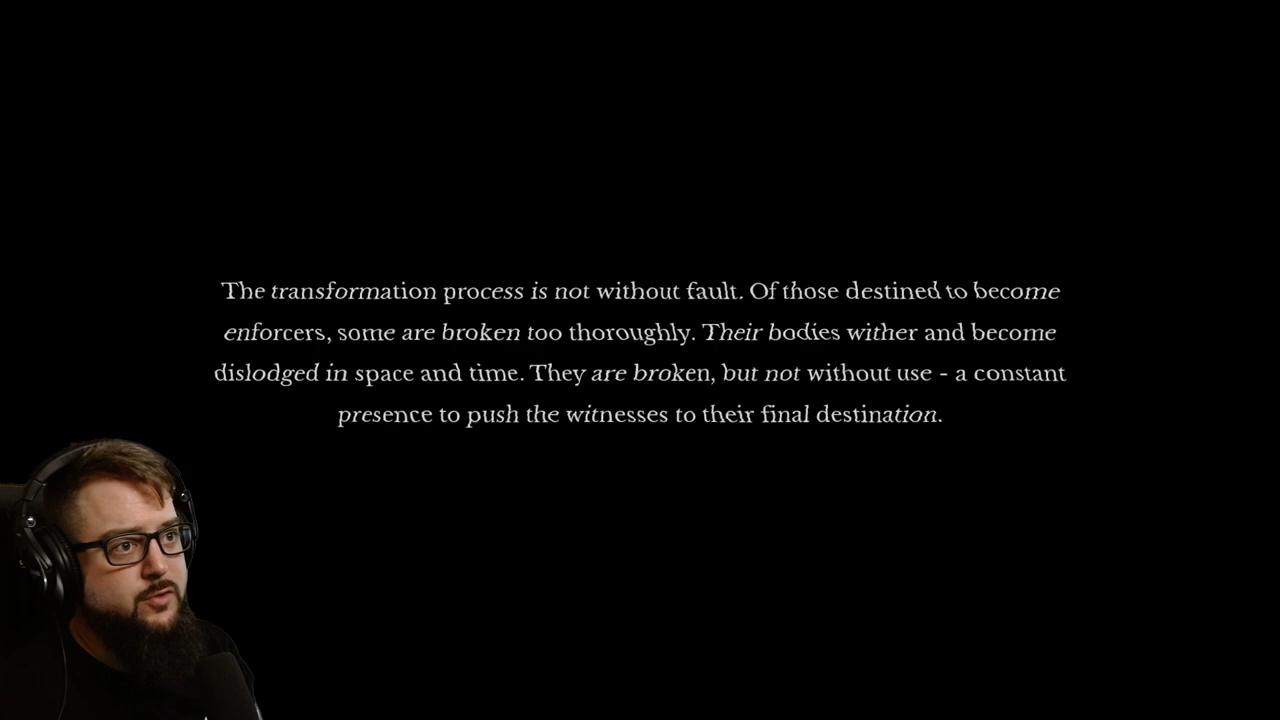 The transformation process is not without fault. Of those destined to become
enforcers, some are broken too thoroughly. Their bodies wither and become
dislodged in space and time. They are broken, but not without use - a constant
presence to push the witnesses to their final destination.